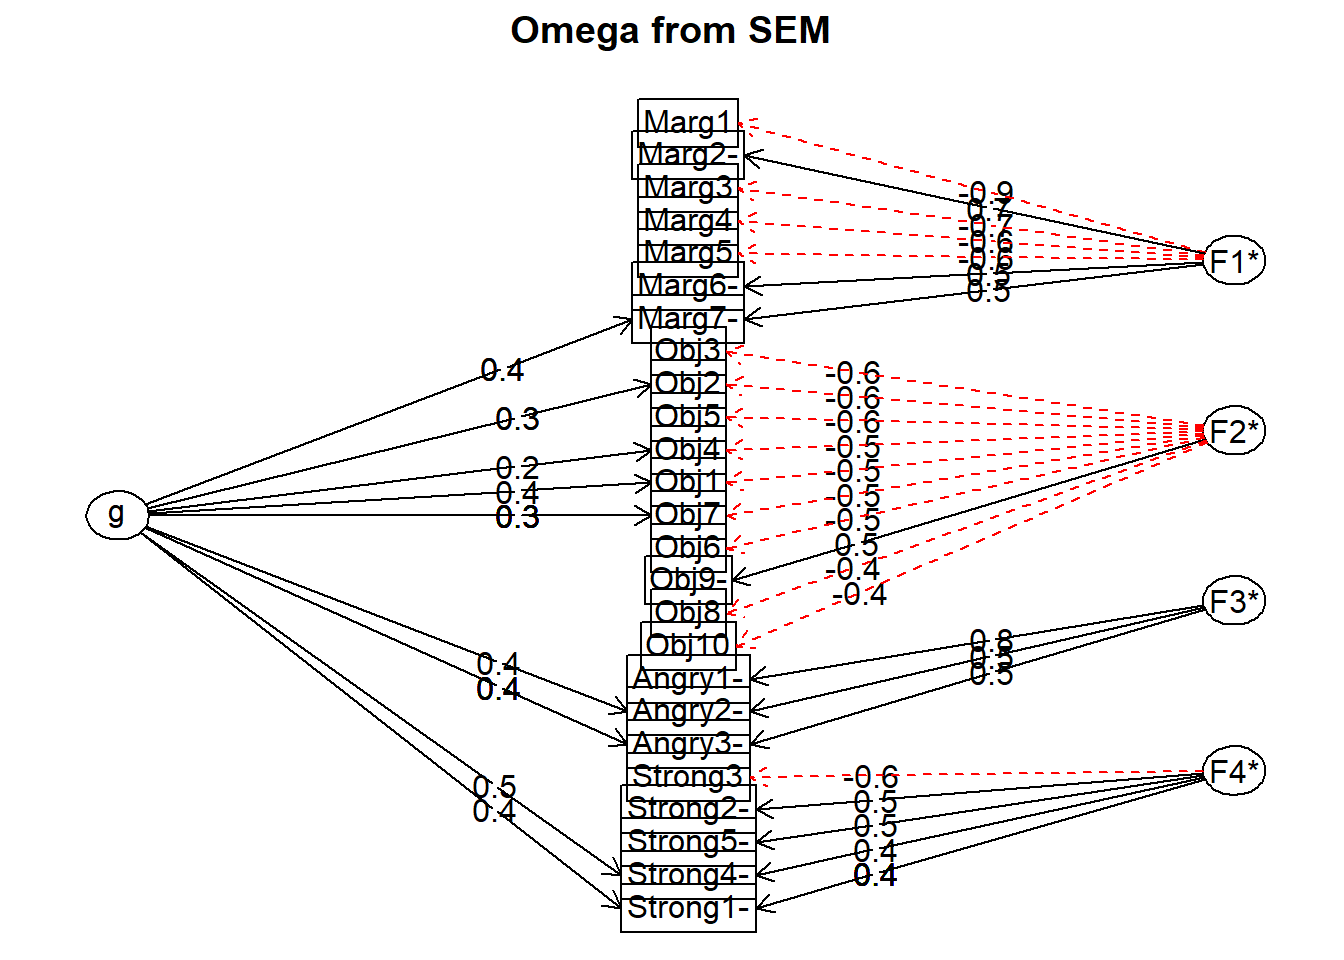 Omega from SEM
Marg1
Marg2-
Marg3
Marg4
Marg5
Marg6-
Marg7-
Obj3
Obj2
Obj5
Obj4
Obj1
Obj7
Obj6
Obj9-
Obj8
Obj10
Angry1-
Angry2-
Angry3-
Strong3
Strong2-
Strong5-
Strong4-
Strong1-
g
0.4
0.3
0.2
0.4
0.3
0.4
0.4
0.5
0.4
F1*
-0.9
0.7
-0.7
-0.6
-0.6
0.5
0.5
F2*
-0.6
-0.6
-0.6
-0.5
-0.5
-0.5
-0.5
0.5
-0.4
-0.4
F3*
0.8
0.5
0.5
F4*
-0.6
0.5
0.5
0.4
0.4